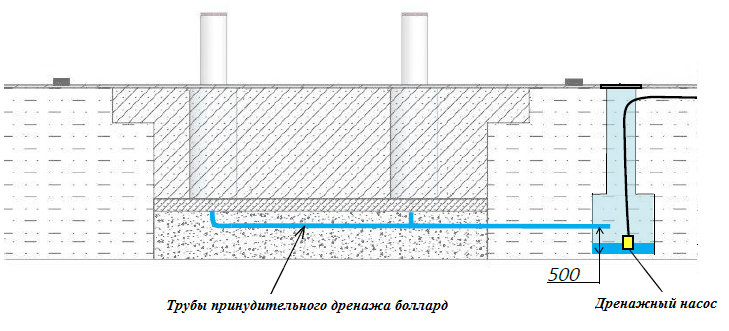 500
Трубы принудительного дренажа боллард
Дренажный насос